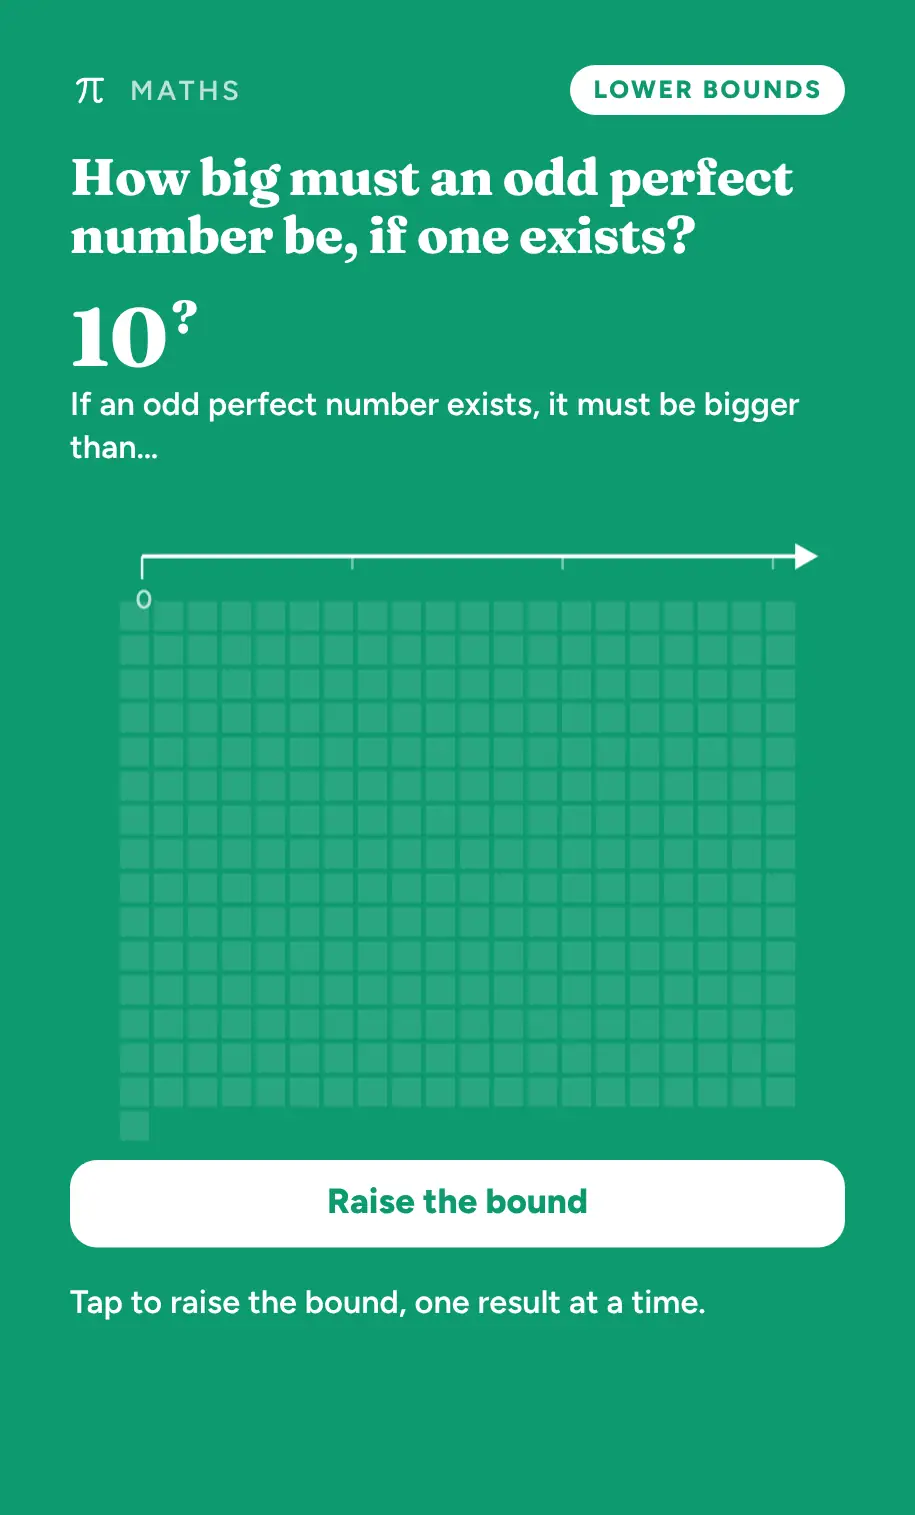 π MATHS
LOWER BOUNDS
How big must an odd perfect
number be, if one exists?
10?
If an odd perfect number exists, it must be bigger
than...
0
Raise the bound
Tap to raise the bound, one result at a time.